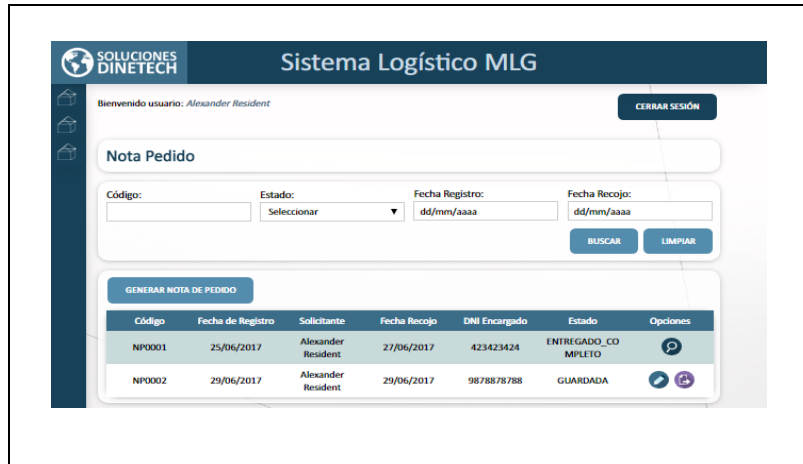 SOLUCIONES
DINETECH
Sistema Logístico MLG
Bienvenido usuario: Alexander Resident
CERRAR SESIÓN
Nota Pedido
Código: Estado: Fecha Registro: Fecha Recojo:
Seleccionar dd/mm/aaaa dd/mm/aaaa
BUSCAR LIMPIAR
GENERAR NOTA DE PEDIDO
Código Fecha de Registro Solicitante Fecha Recojo DNI Encargado Estado Opciones
NP0001 25/06/2017 Alexander Resident 27/06/2017 423423424 ENTREGADO_COMPLETO
NP0002 29/06/2017 Alexander Resident 29/06/2017 9878878788 GUARDADA